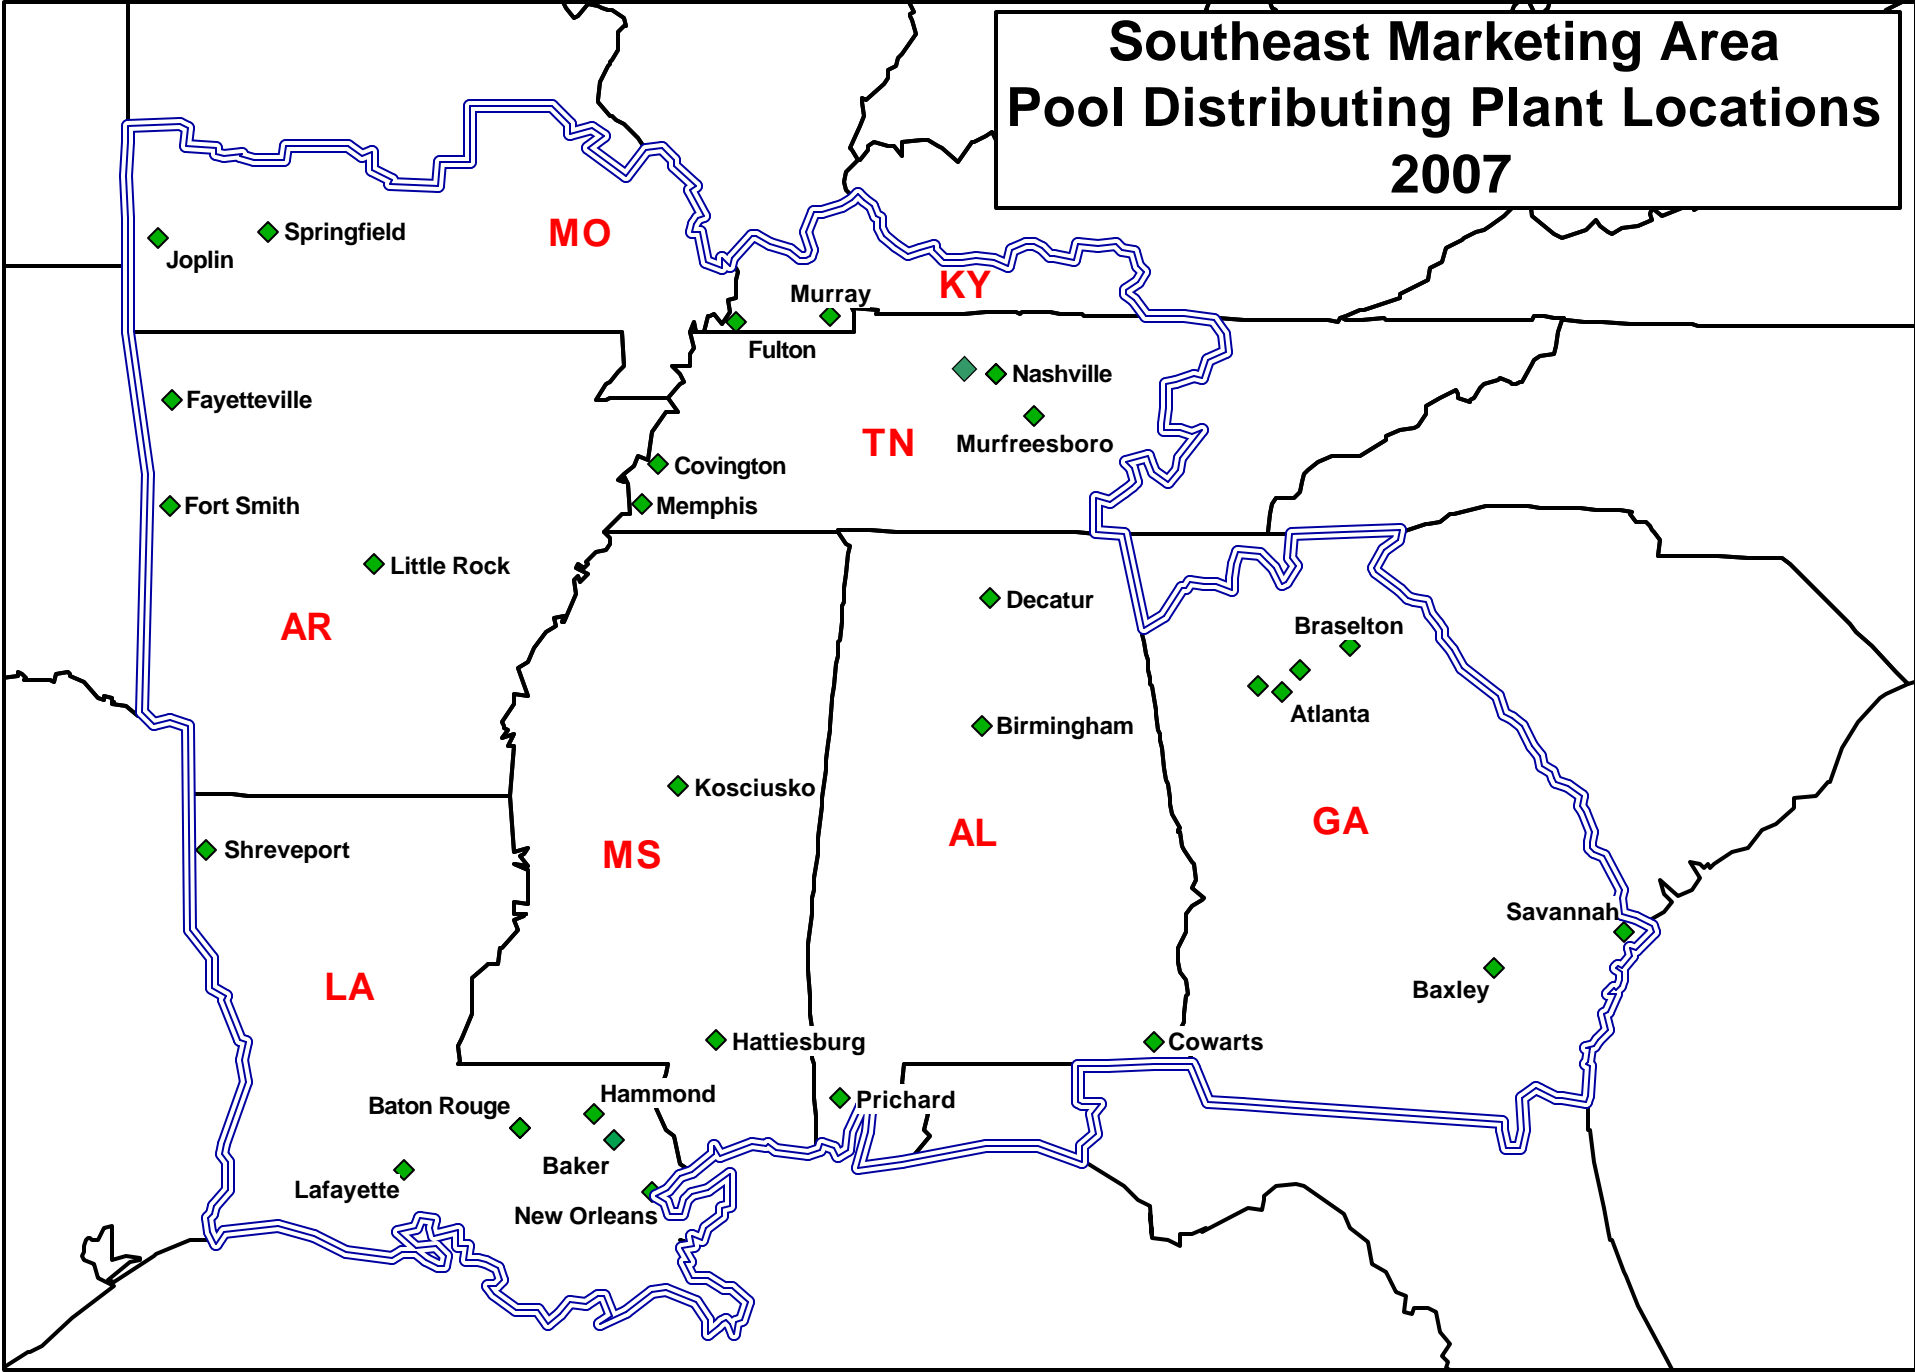 Southeast Marketing Area
Pool Distributing Plant Locations
2007
Springfield
MO
Joplin
KY
Murray
Fulton
Nashville
Fayetteville
Murfreesboro
TN
Covington
Memphis
Fort Smith
Little Rock
Decatur
AR
Braselton
Atlanta
Birmingham
Kosciusko
GA
AL
MS
Shreveport
Savannah
LA
Baxley
Hattiesburg
Cowarts
Hammond
Prichard
Baton Rouge
Baker
Lafayette
New Orleans